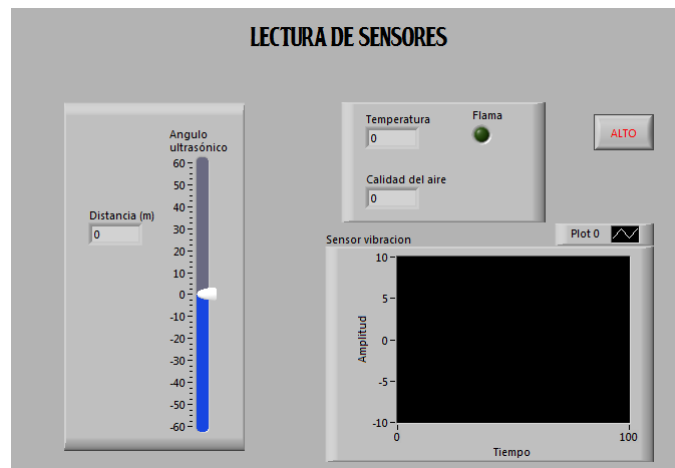 LECTURA DE SENSORES
Angulo
ultrasónico
60
50
40
30
20
10
0
-10
-20
-30
-40
-50
-60
Distancia (m)
0
Temperatura
0
Flama
Calidad del aire
0
ALTO
Sensor vibracion
Plot 0
Amplitud
10
5
0
-5
-10
0
100
Tiempo